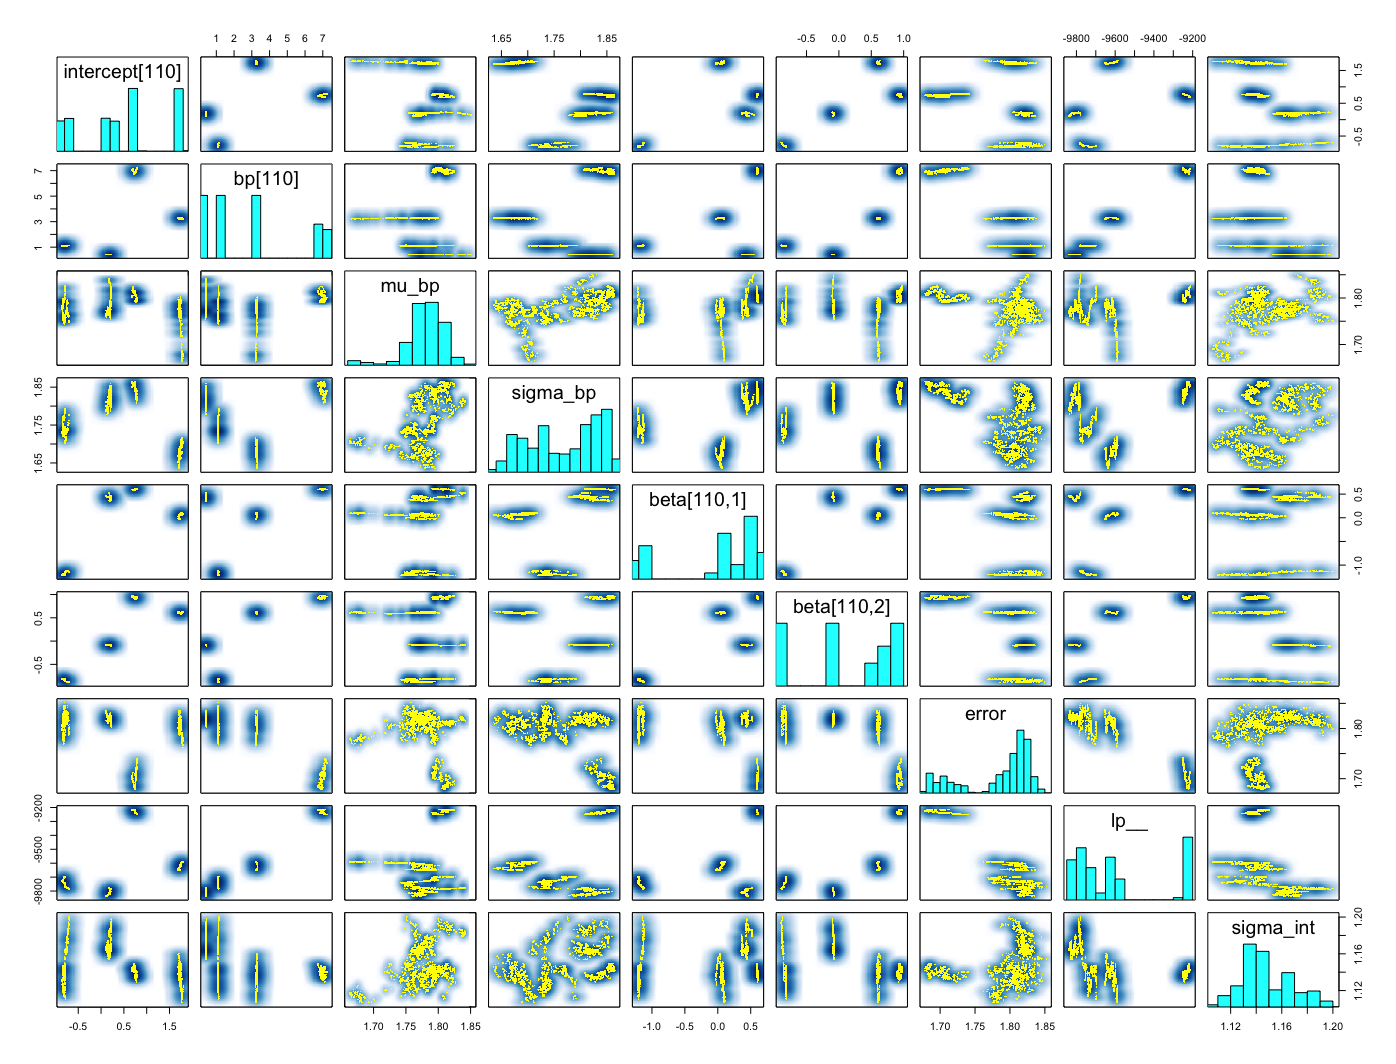 1 2 3 4 5 6 7
1.65 1.75 1.85
-0.5 0.0 0.5 1.0
-9800 -9600 -9400 -9200
intercept[110]
-0.5 0.5 1.5
bp[110]
1 3 5 7
mu_bp
1.70 1.80
sigma_bp
1.65 1.75 1.85
beta[110,1]
-1.0 0.0 0.5
beta[110,2]
-0.5 0.5
error
1.70 1.80
lp__
-9800 -9500 -9200
sigma_int
1.12 1.16 1.20
-0.5 0.5 1.5
1.70 1.75 1.80 1.85
-1.0 -0.5 0.0 0.5
1.70 1.75 1.80 1.85
1.12 1.16 1.20